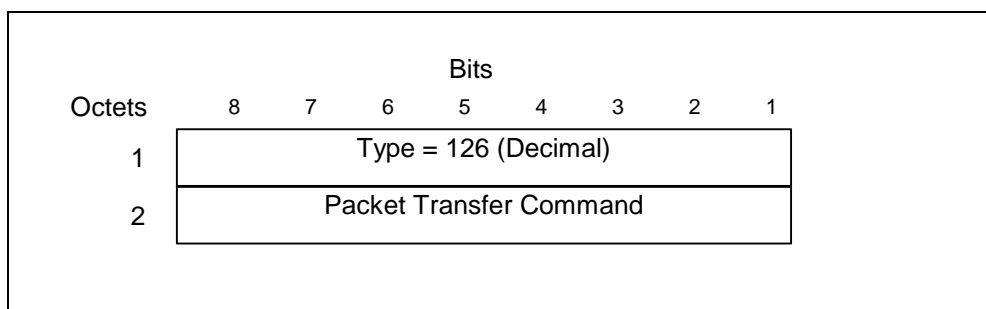 Bits
Octets 8 7 6 5 4 3 2 1
1 Type = 126 (Decimal)
2 Packet Transfer Command